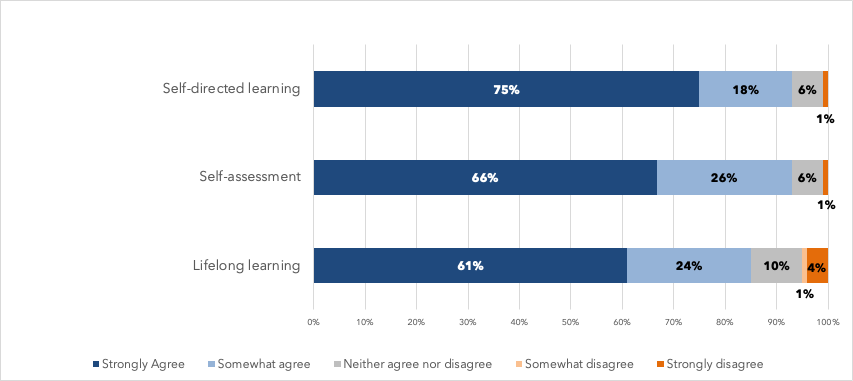 Self-directed learning 75% 18% 6%
1%
Self-assessment 66% 26% 6%
1%
Lifelong learning 61% 24% 10% 4%
1%
0% 10% 20% 30% 40% 50% 60% 70% 80% 90% 100%
Strongly Agree Somewhat agree Neither agree nor disagree Somewhat disagree Strongly disagree